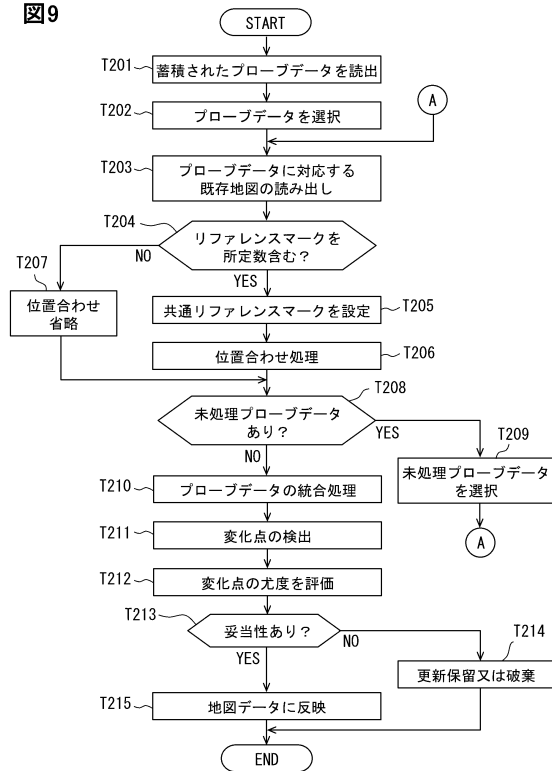 図9
START
T201
蓄積されたプローブデータを読出
T202
プローブデータを選択
A
T203
プローブデータに対応する
既存地図の読み出し
T204
リファレンスマークを
所定数含む?
NO
YES
T207
位置合わせ
省略
共通リファレンスマークを設定
T205
位置合わせ処理
T206
T208
未処理プローブデータ
あり?
YES
NO
T209
未処理プローブデータ
を選択
A
T210
プローブデータの統合処理
T211
変化点の検出
T212
変化点の尤度を評価
T213
妥当性あり?
NO
YES
T214
更新保留又は破棄
T215
地図データに反映
END